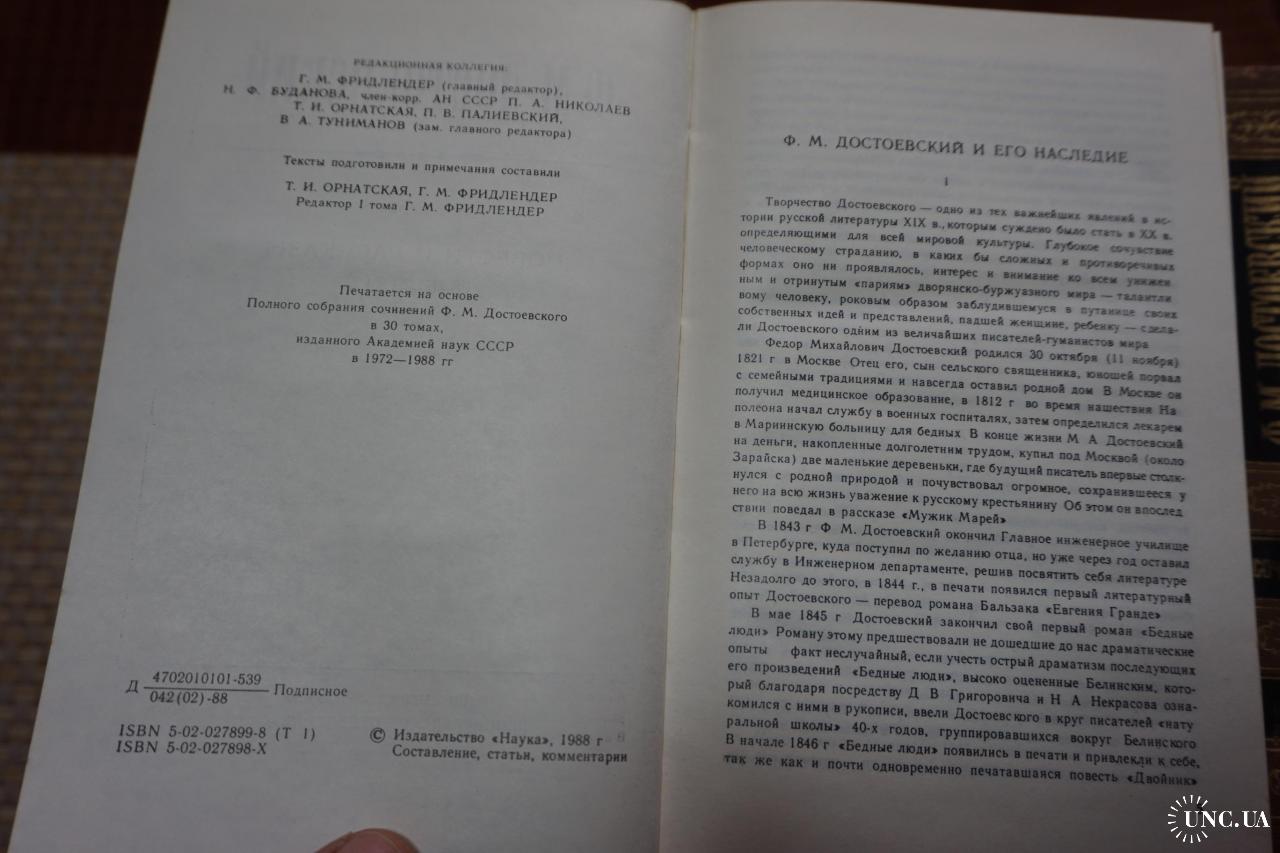 РЕДАКЦИОННАЯ КОЛЛЕГИЯ:
Г. М. ФРИДЛЕНДЕР (главный редактор),
Н. Ф. БУДАНОВА, член-корр. АН СССР П. А. НИКОЛАЕВ
Т. И. ОРНАТСКАЯ, П. В. ПАЛИЕВСКИЙ,
В А. ТУНИМАНОВ (зам. главного редактора)
Тексты подготовили и примечания составили
Т. И. ОРНАТСКАЯ, Г. М. ФРИДЛЕНДЕР
Редактор I тома Г. М. ФРИДЛЕНДЕР
Печатается на основе
Полного собрания сочинений Ф. М. Достоевского
в 30 томах,
изданного Академией наук СССР
в 1972—1988 гг
Д 4702010101-539
042(02)-88 Подписное
ISBN 5-02-027899-8 (Т 1)
ISBN 5-02-027898-X
© Издательство «Наука», 1988 г
Составление, статьи, комментарии
Ф. М. ДОСТОЕВСКИЙ И ЕГО НАСЛЕДИЕ
I
Творчество Достоевского — одно из тех важнейших явлений в ис-
тории русской литературы XIX в., которым суждено было стать в XX в.
определяющими для всей мировой культуры. Глубокое сочувствие
человеческому страданию, в каких бы сложных и противоречивых
формах оно ни проявлялось, интерес и внимание ко всем унижен
ным и отринутым «париям» дворянско-буржуазного мира — талантли
вому человеку, роковым образом заблудившемуся в путанице своих
собственных идей и представлений, падшей женщине, ребенку — сдела-
ли Достоевского одним из величайших писателей-гуманистов мира
Федор Михайлович Достоевский родился 30 октября (11 ноября)
1821 г в Москве Отец его, сын сельского священника, юношей порвал
с семейными традициями и навсегда оставил родной дом В Москве он
получил медицинское образование, в 1812 г во время нашествия На
полеона начал службу в военных госпиталях, затем определился лекарем
в Мариинскую больницу для бедных В конце жизни М А. Достоевский
на деньги, накопленные долголетним трудом, купил под Москвой (около
Зарайска) две маленькие деревеньки, где будущий писатель впервые столк-
нулся с родной природой и почувствовал огромное, сохранившееся у
него на всю жизнь уважение к русскому крестьянину Об этом он впослед
ствии поведал в рассказе «Мужик Марей»
В 1843 г Ф М. Достоевский окончил Главное инженерное училище
в Петербурге, куда поступил по желанию отца, но уже через год оставил
службу в Инженерном департаменте, решив посвятить себя литературе
Незадолго до этого, в 1844 г., в печати появился первый литературный
опыт Достоевского — перевод романа Бальзака «Евгения Гранде»
В мае 1845 г Достоевский закончил свой первый роман «Бедные
люди» Роману этому предшествовали не дошедшие до нас драматические
опыты факт неслучайный, если учесть острый драматизм последующих
его произведений «Бедные люди», высоко оцененные Белинским, кото-
рый благодаря посредству Д В Григоровича и Н А Некрасова озна-
комился с ними в рукописи, ввели Достоевского в круг писателей «нату
ральной школы» 40-х годов, группировавшихся вокруг Белинского
В начале 1846 г «Бедные люди» появились в печати и привлекли к себе,
так же как и почти одновременно печатавшаяся повесть «Двойник»
UNC.UA